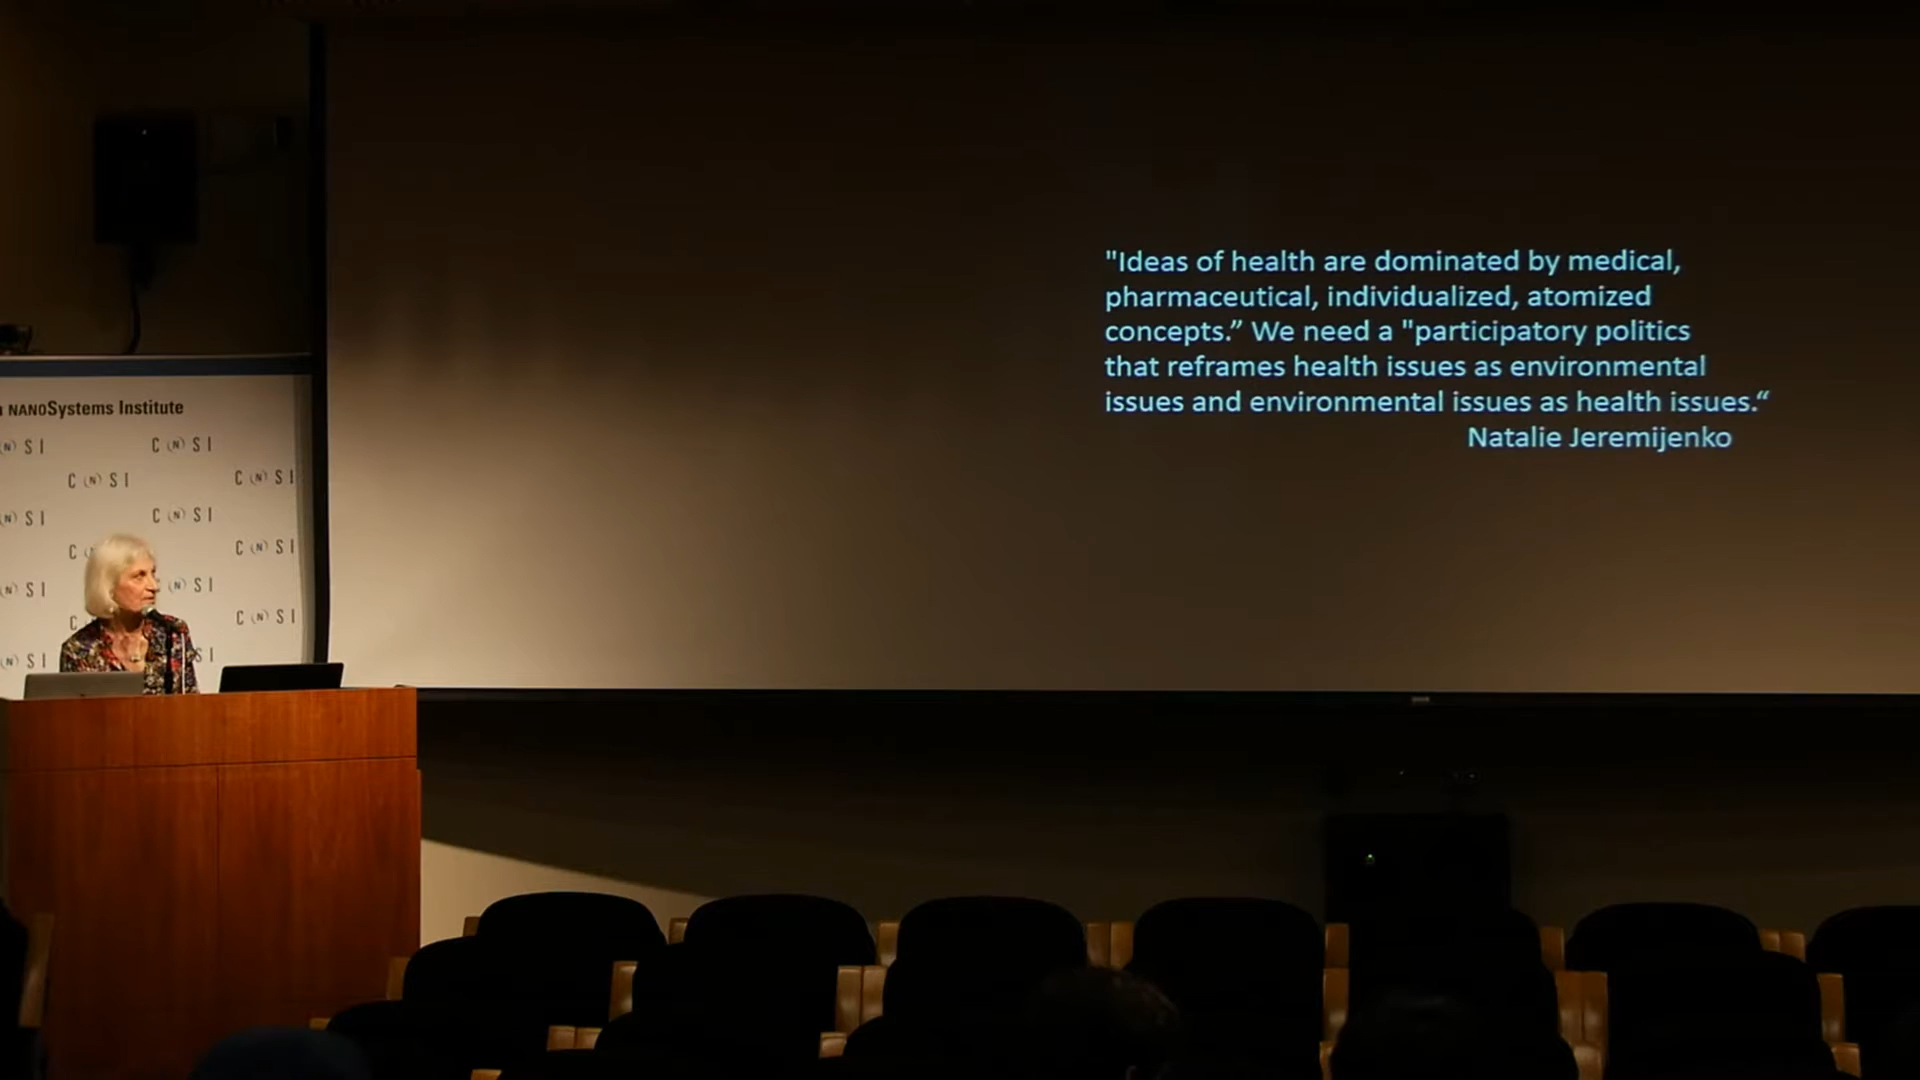 "Ideas of health are dominated by medical,
pharmaceutical, individualized, atomized
concepts.” We need a "participatory politics
that reframes health issues as environmental
issues and environmental issues as health issues.“
Natalie Jeremijenko
NANOSystems Institute
(N) S I
C (N) S I
C (N) S I
C (N) S I
(N) S I
C (N) S I
C
C (N) S I
(N) S I
(N) S I
C
C (N) S I
(N) S I
S I